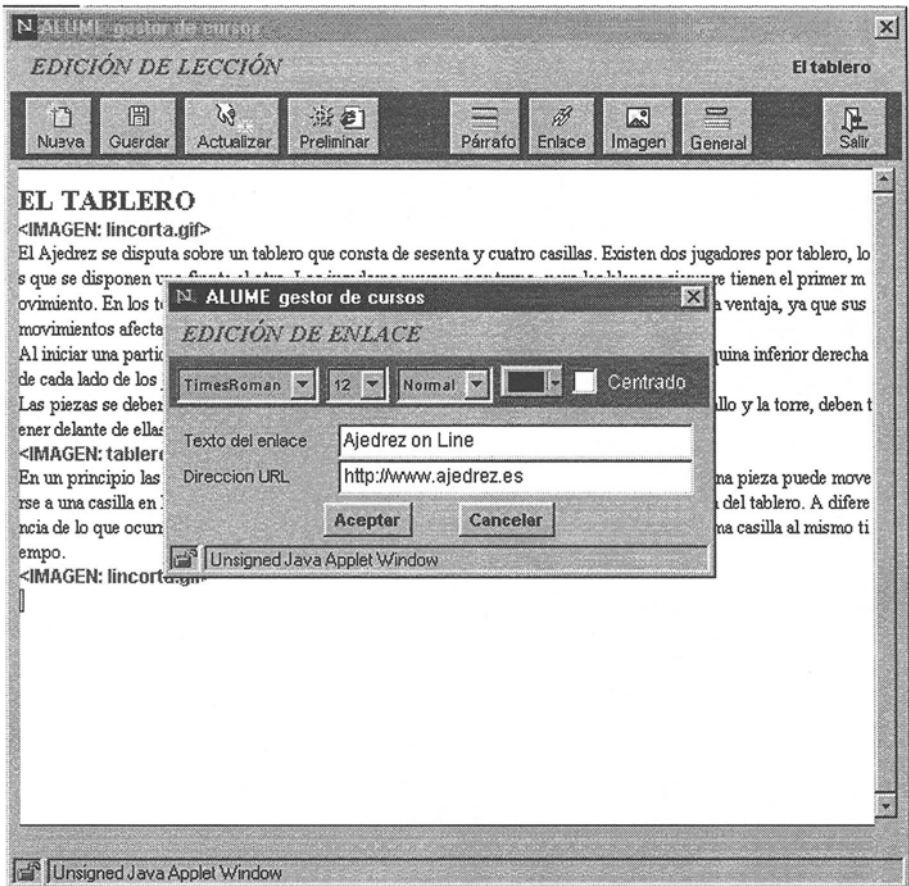 ALUME gestor de cursos
EDICIÓN DE LECCIÓN
El tablero
Nueva Guardar Actualizar Preliminar Párrafo Enlace Imagen General Salir
EL TABLERO
<IMAGEN: lincorta.gif>
El Ajedrez se disputa sobre un tablero que consta de sesenta y cuatro casillas. Existen dos jugadores por tablero, lo
s que se disponen re tienen el primer m
ovimiento. En los a ventaja, ya que sus
movimientos afecta
Al iniciar una partic quina inferior derecha
de cada lado de los
Las piezas se deber llo y la torre, deben t
ener delante de ellas
<IMAGEN: tablero
En un principio las na pieza puede move
rse a una casilla en del tablero. A difere
ncia de lo que ocurr ma casilla al mismo ti
empo.
<IMAGEN: lincorta.gif>
ALUME gestor de cursos
EDICIÓN DE ENLACE
TimesRoman 12 Normal Centrado
Texto del enlace Ajedrez on Line
Direccion URL http://www.ajedrez.es
Aceptar Cancelar
Unsigned Java Applet Window
Unsigned Java Applet Window